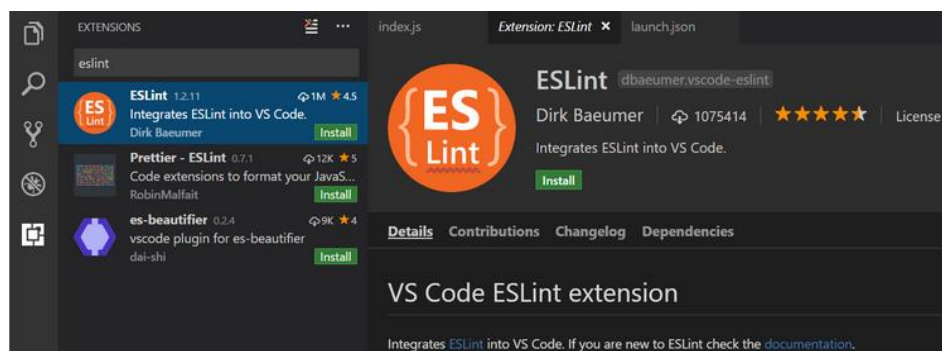 EXTENSIONS
eslint
ES
Lint
ESLint 1.2.11 1M ★ 4.5
Integrates ESLint into VS Code.
Dirk Baeumer Install
Prettier - ESLint 0.7.1 12K ★ 5
Code extensions to format your JavaS...
RobinMalfait Install
es-beautifier 0.2.4 9K ★ 4
vscode plugin for es-beautifier
dai-shi Install
index.js Extension: ESLint × launch.json
{ES
Lint}
ESLint dbaeumer.vscode-eslint
Dirk Baeumer 1075414 License
Integrates ESLint into VS Code.
Install
Details Contributions Changelog Dependencies
VS Code ESLint extension
Integrates ESLint into VS Code. If you are new to ESLint check the documentation.